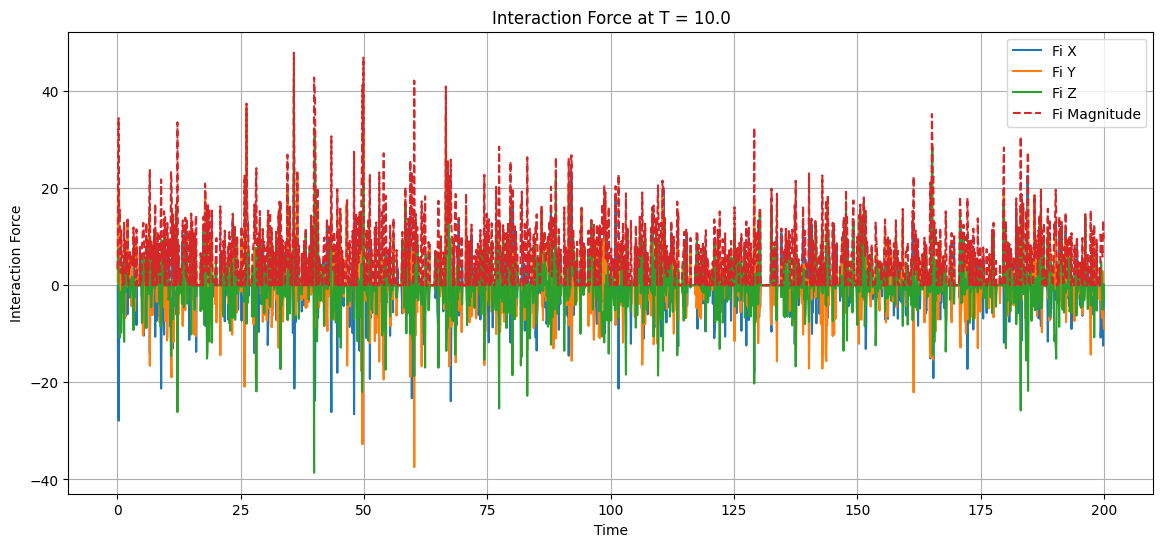 Interaction Force at T = 10.0
Fi X
Fi Y
Fi Z
Fi Magnitude
Interaction Force
40
20
0
−20
−40
0 25 50 75 100 125 150 175 200
Time